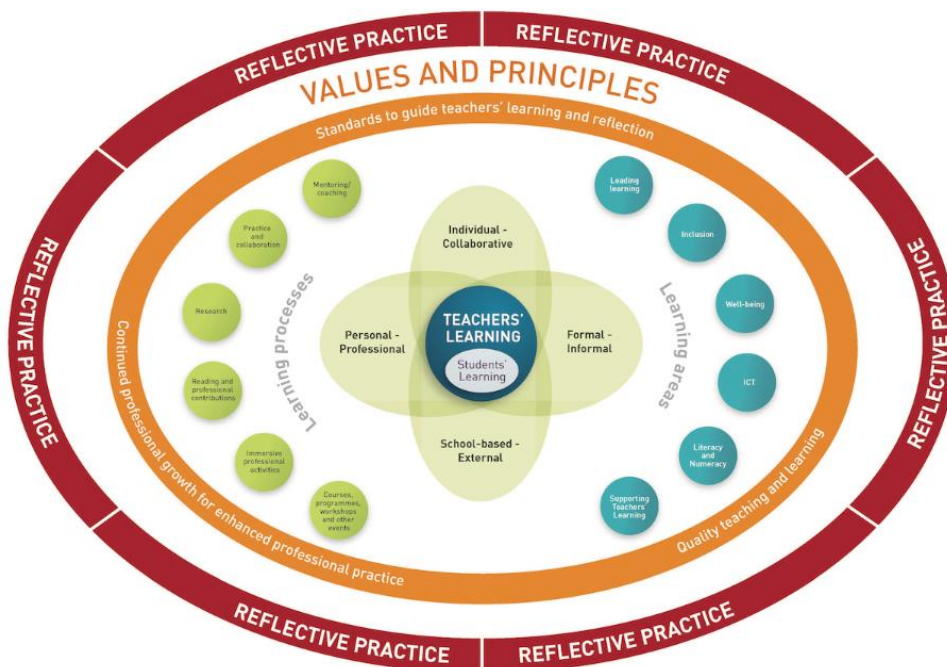 REFLECTIVE PRACTICE
REFLECTIVE PRACTICE
VALUES AND PRINCIPLES
Standards to guide teachers' learning and reflection
Mentoring/
coaching
Practice
and
collaboration
Research
Reading and
professional
contributions
Immersive
professional
activities
Courses,
programmes,
workshops
and other
events
Learning processes
Individual -
Collaborative
Personal -
Professional
TEACHERS'
LEARNING
Students'
Learning
Formal -
Informal
School-based -
External
Learning areas
Leading
learning
Inclusion
Well-being
ICT
Literacy
and
Numeracy
Supporting
Teachers'
Learning
Continued professional growth for enhanced professional practice
Quality teaching and learning
REFLECTIVE PRACTICE
REFLECTIVE PRACTICE
REFLECTIVE PRACTICE
REFLECTIVE PRACTICE